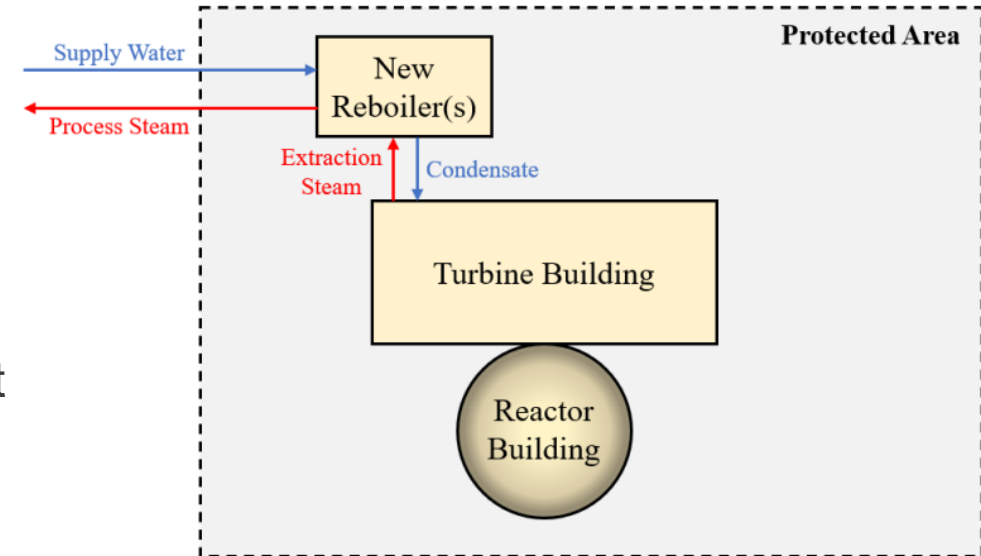 Protected Area
Supply Water
New
Reboiler(s)
Process Steam
Extraction
Steam
Condensate
Turbine Building
t
Reactor
Building